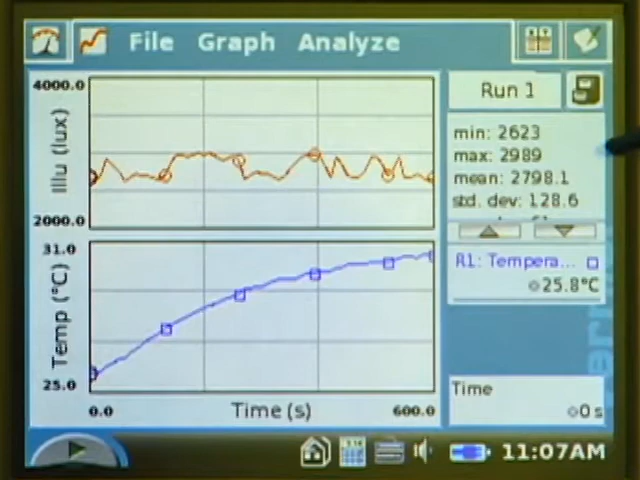 File Graph Analyze
4000.0
Illu (lux)
2000.0
31.0
Temp (°C)
25.0
0.0 Time (s) 600.0
Run 1
min: 2623
max: 2989
mean: 2798.1
std. dev: 128.6
R1: Tempera...
25.8°C
Time
0 s
11:07AM